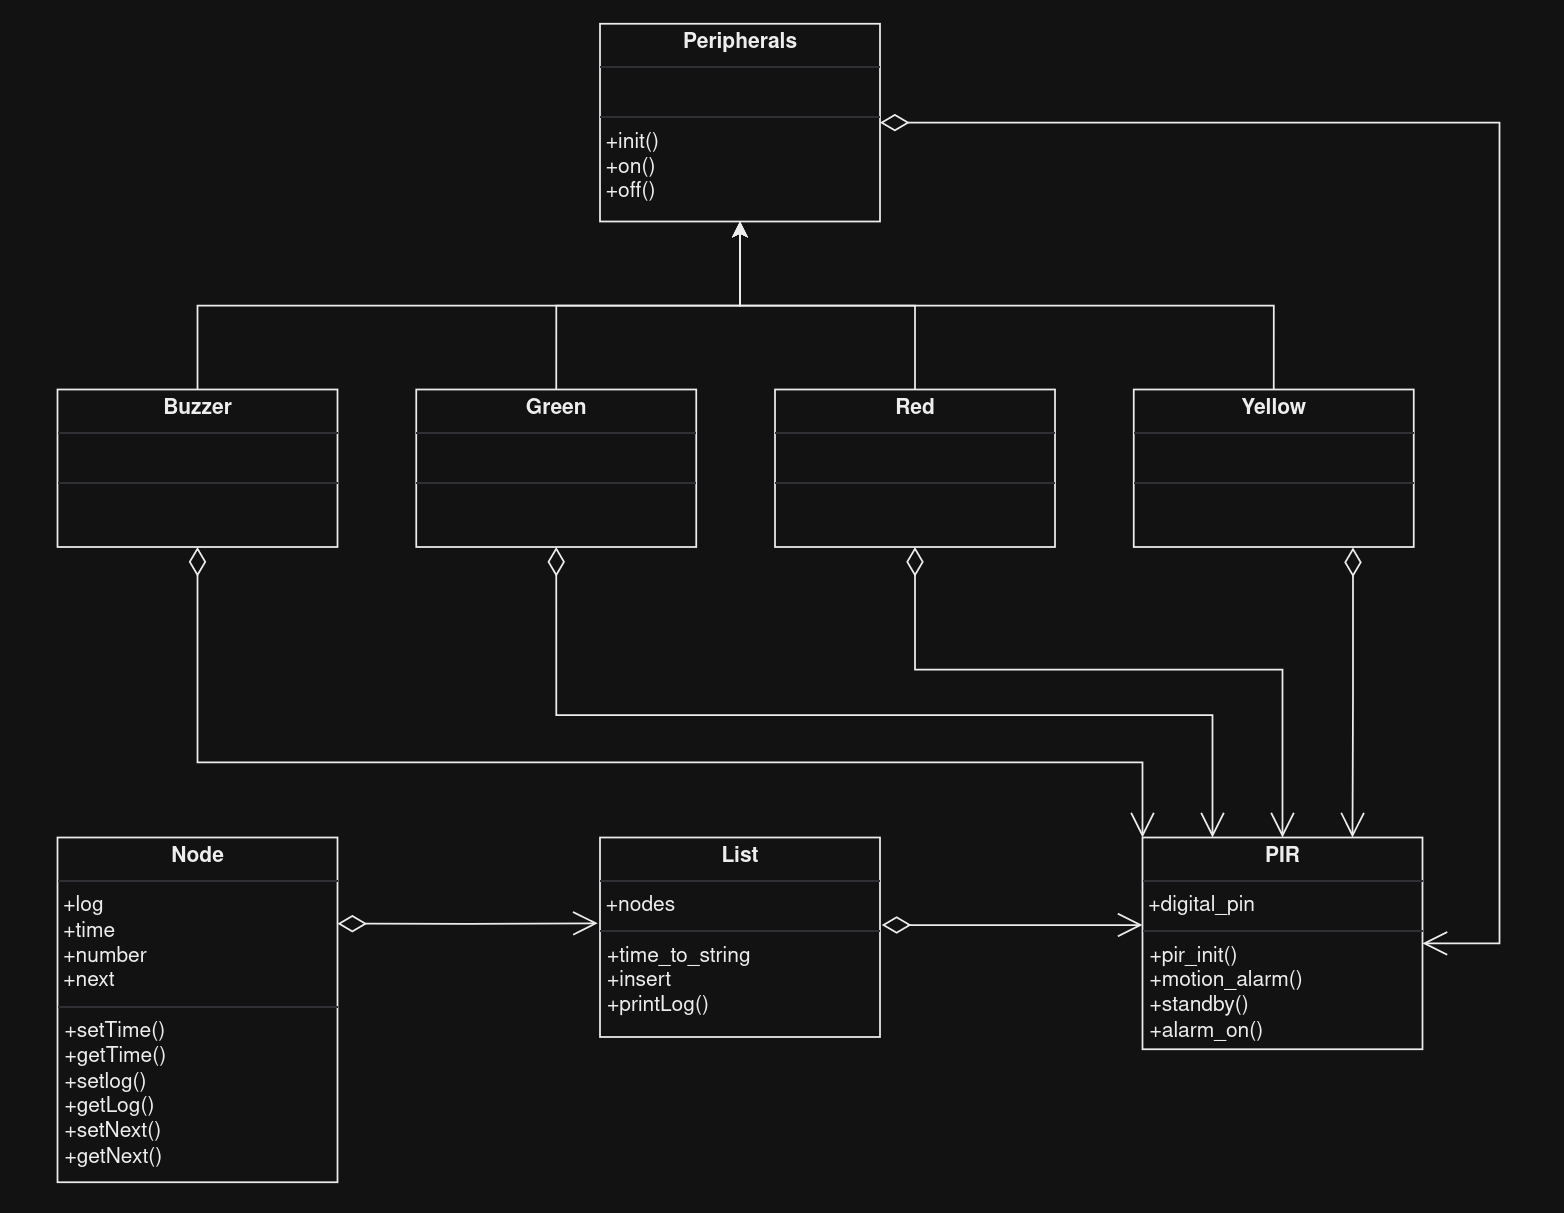 Peripherals
+init()
+on()
+off()
Buzzer
Green
Red
Yellow
Node
+log
+time
+number
+next
+setTime()
+getTime()
+setlog()
+getLog()
+setNext()
+getNext()
List
+nodes
+time_to_string
+insert
+printLog()
PIR
+digital_pin
+pir_init()
+motion_alarm()
+standby()
+alarm_on()